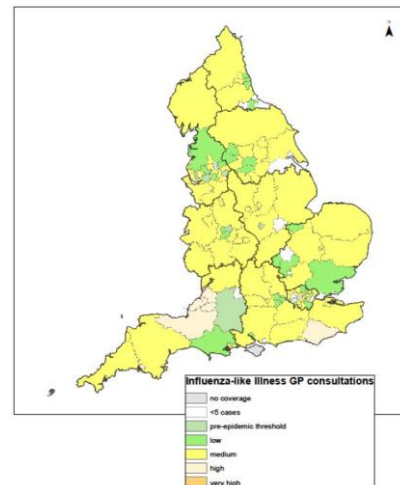 Influenza-like Illness GP consultations
no coverage
<5 cases
pre-epidemic threshold
low
medium
high
very high